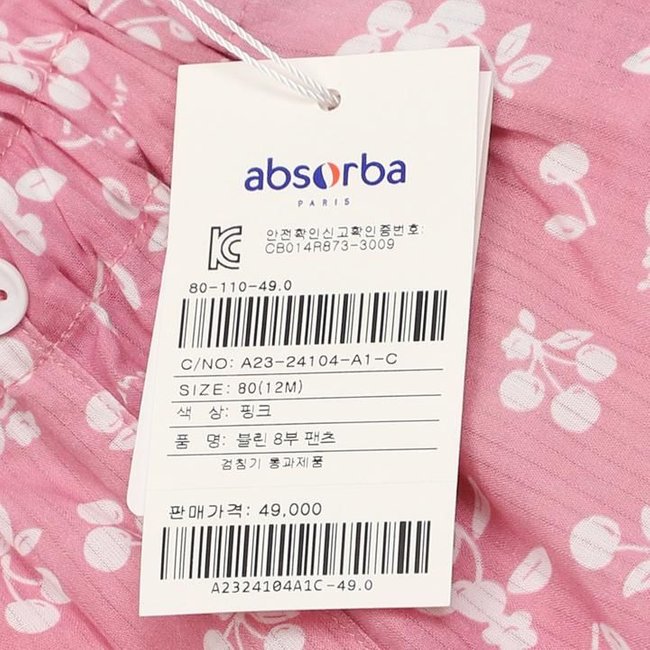 absorba
PARIS
안전확인신고확인증번호:
CB014R873-3009
80-110-49.0
C/NO: A23-24104-A1-C
SIZE: 80(12M)
색 상: 핑크
품 명: 블린 8부 팬츠
검침기 통과제품
판매가격: 49,000
A2324104A1C-49.0